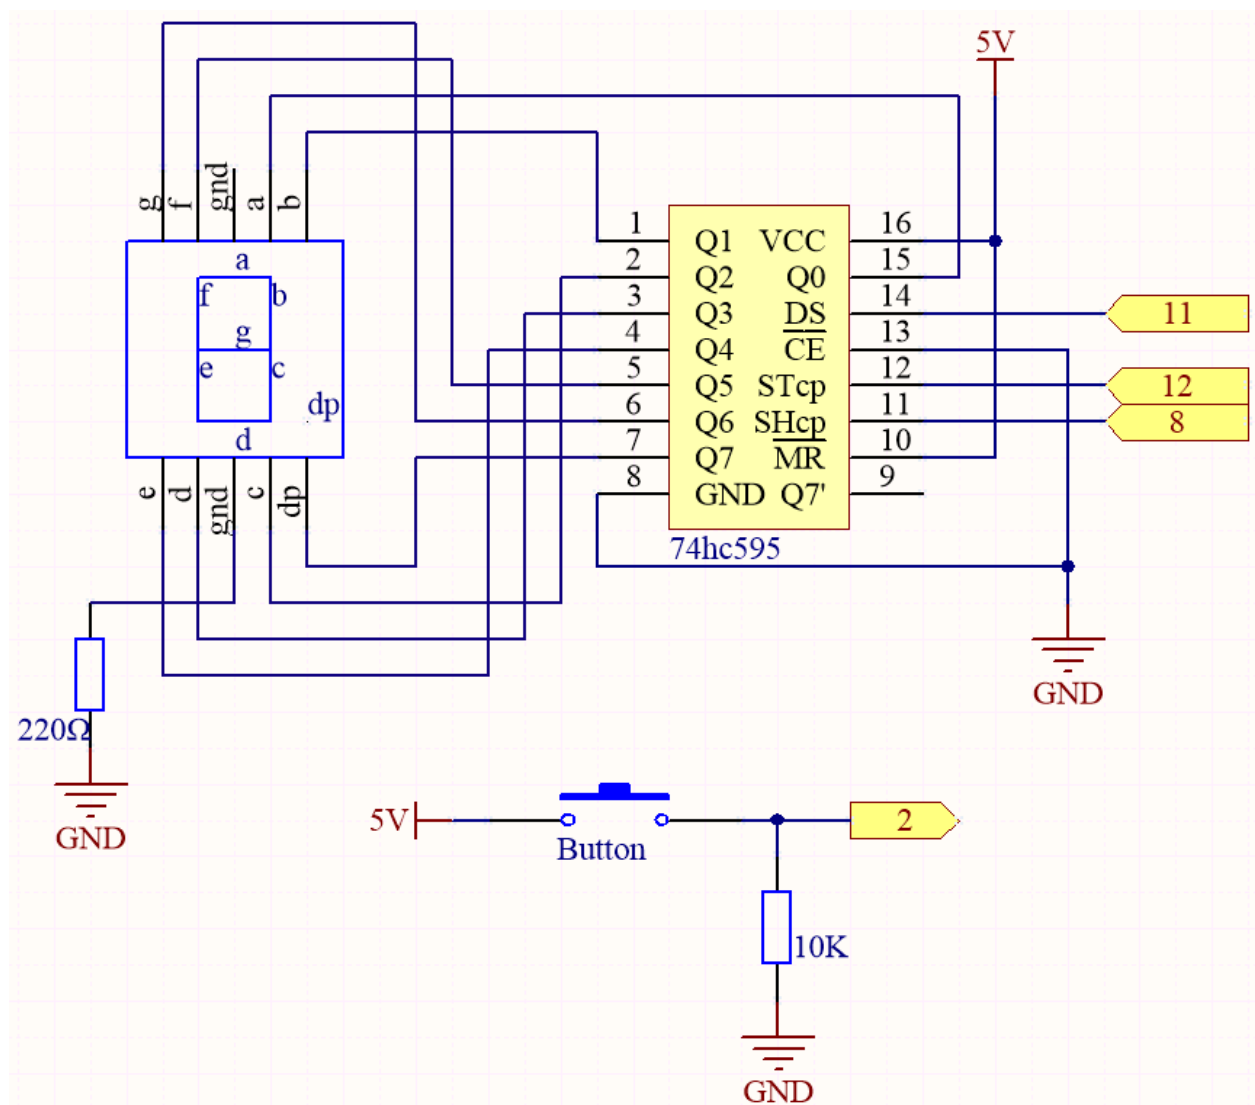 5V
g f gnd a b
a
f b
g
e c
dp
d
e d gnd c dp
1 16
Q1 VCC
2 15
Q2 Q0
3 14
Q3 DS
4 13
Q4 CE
5 12
Q5 STcp
6 11
Q6 SHcp
7 10
Q7 MR
8 9
GND Q7'
74hc595
11
12
8
GND
220Ω
GND
5V
Button
2
10K
GND